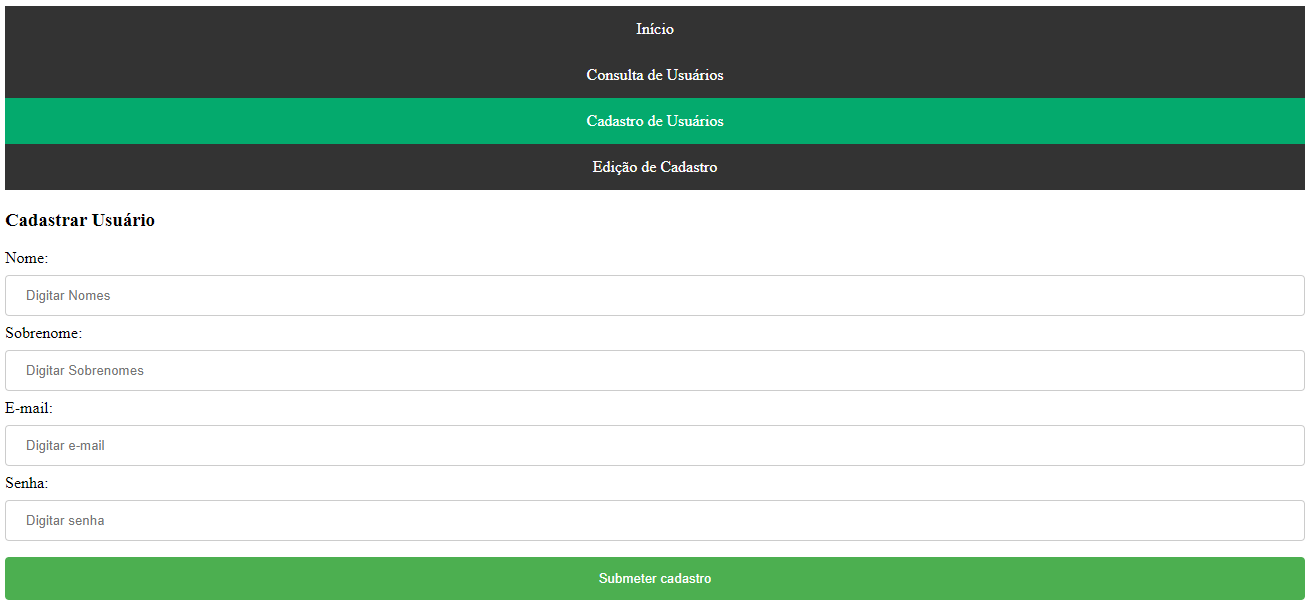 Início
Consulta de Usuários
Cadastro de Usuários
Edição de Cadastro
Cadastrar Usuário
Nome:
Digitar Nomes
Sobrenome:
Digitar Sobrenomes
E-mail:
Digitar e-mail
Senha:
Digitar senha
Submeter cadastro